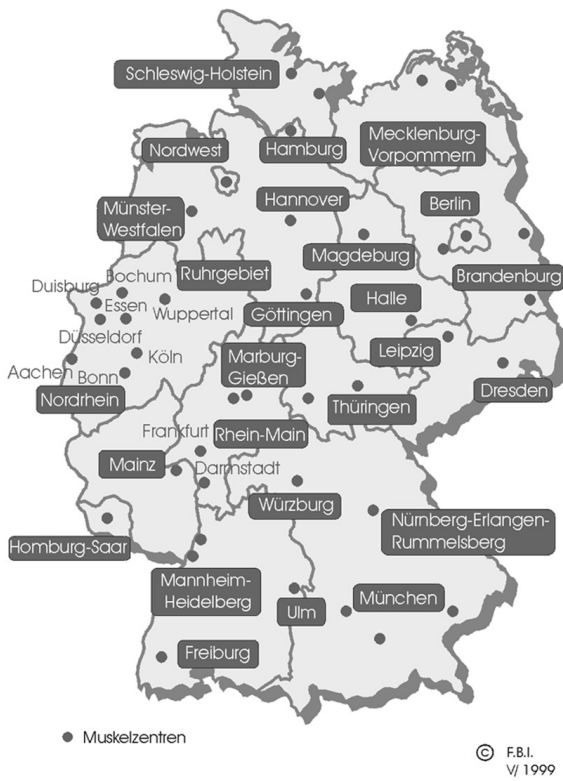 Schleswig-Holstein
Nordwest
Hamburg
Mecklenburg-
Vorpommern
Münster-
Westfalen
Hannover
Berlin
Magdeburg
Ruhrgebiet
Duisburg
Bochum
Essen
Wuppertal
Göttingen
Halle
Brandenburg
Düsseldorf
Köln
Aachen
Bonn
Nordrhein
Marburg-
Gießen
Leipzig
Dresden
Thüringen
Frankfurt
Rhein-Main
Mainz
Darmstadt
Würzburg
Nürnberg-Erlangen-
Rummelsberg
Homburg-Saar
Mannheim-
Heidelberg
Ulm
München
Freiburg
Muskelzentren
© F.B.I.
V/ 1999